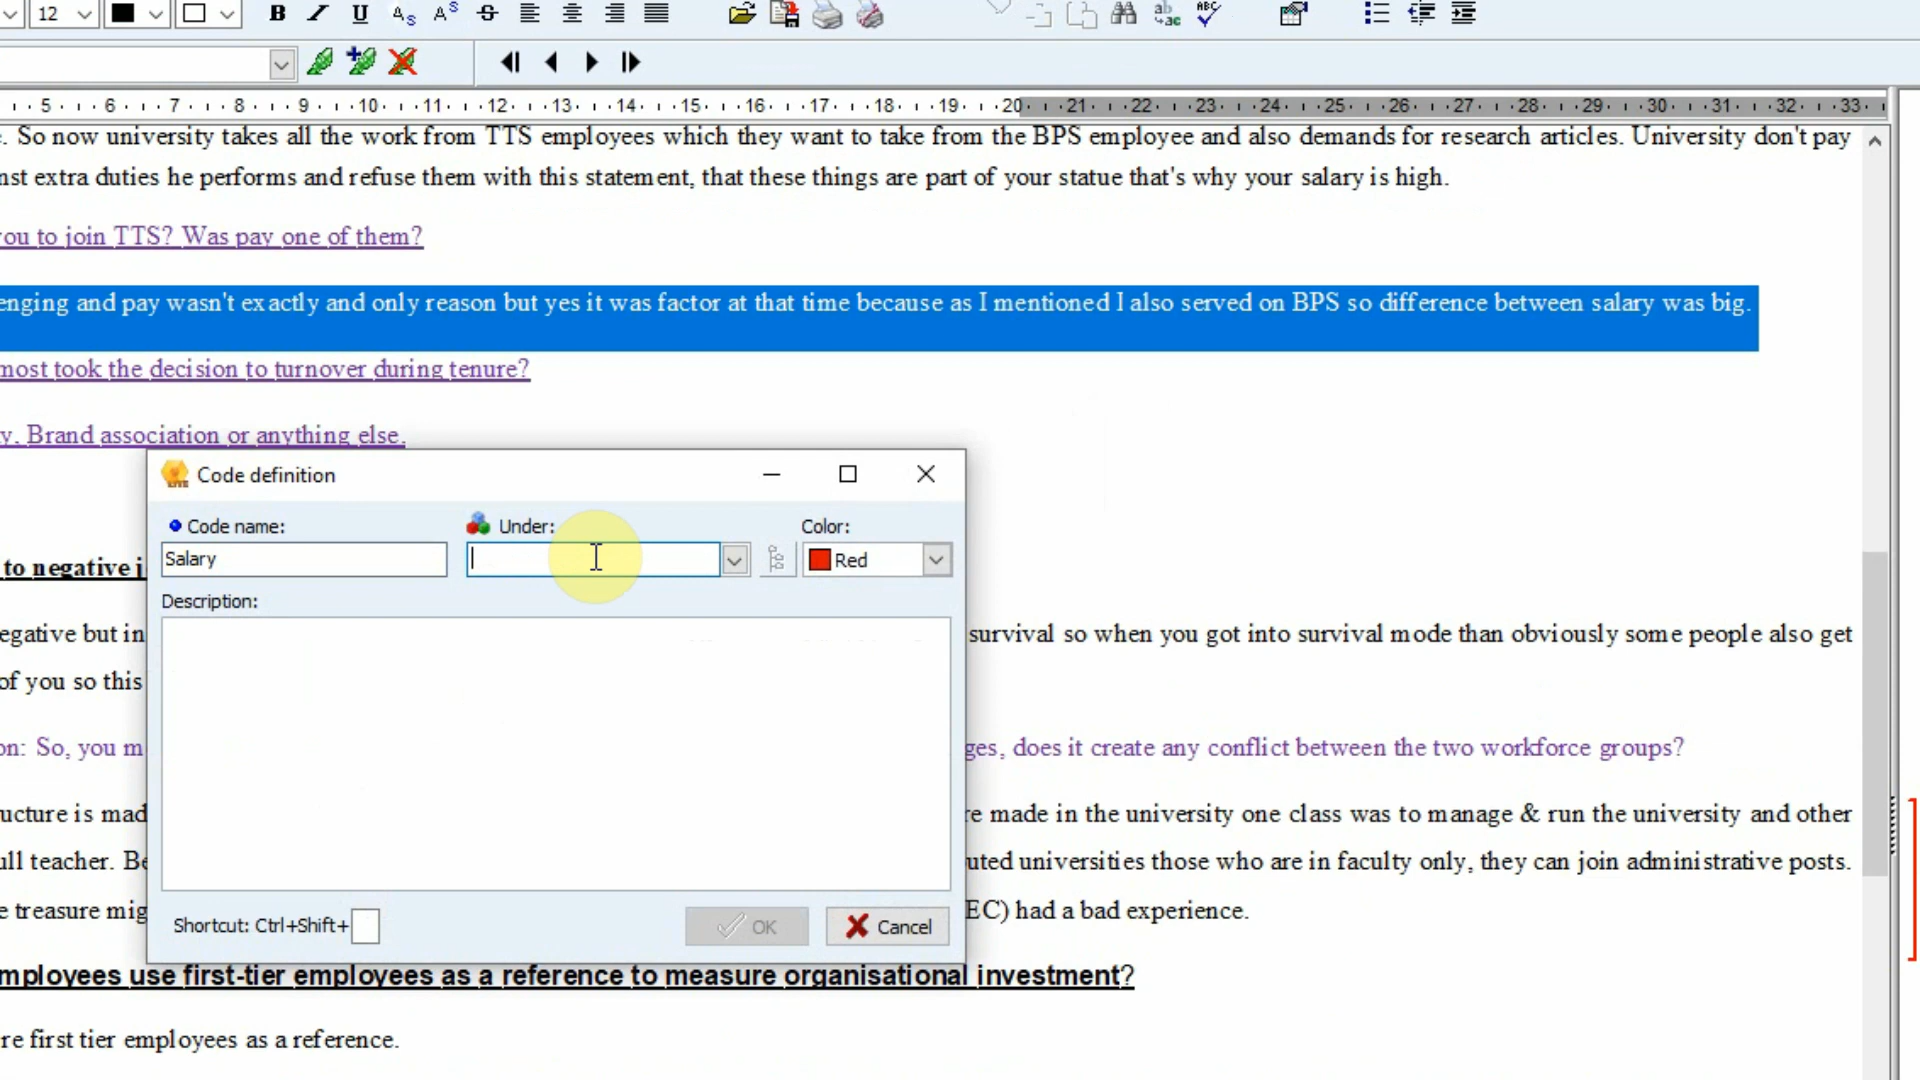 12
B I U A S A S S
5 6 7 8 9 10 11 12 13 14 15 16 17 18 19 20 21 22 23 24 25 26 27 28 29 30 31 32 33
. So now university takes all the work from TTS employees which they want to take from the BPS employee and also demands for research articles. University don't pay
nst extra duties he performs and refuse them with this statement, that these things are part of your statue that's why your salary is high.
ou to join TTS? Was pay one of them?
enging and pay wasn't exactly and only reason but yes it was factor at that time because as I mentioned I also served on BPS so difference between salary was big.
most took the decision to turnover during tenure?
y. Brand association or anything else.
Code definition
Code name:
Under:
Color:
Salary
Red
Description:
Shortcut: Ctrl+Shift+
OK
Cancel
to negative j
egative but in
survival so when you got into survival mode than obviously some people also get
of you so this
on: So, you m
ges, does it create any conflict between the two workforce groups?
ucture is mad
re made in the university one class was to manage & run the university and other
ull teacher. Be
uted universities those who are in faculty only, they can join administrative posts.
e treasure mig
EC) had a bad experience.
mployees use first-tier employees as a reference to measure organisational investment?
re first tier employees as a reference.